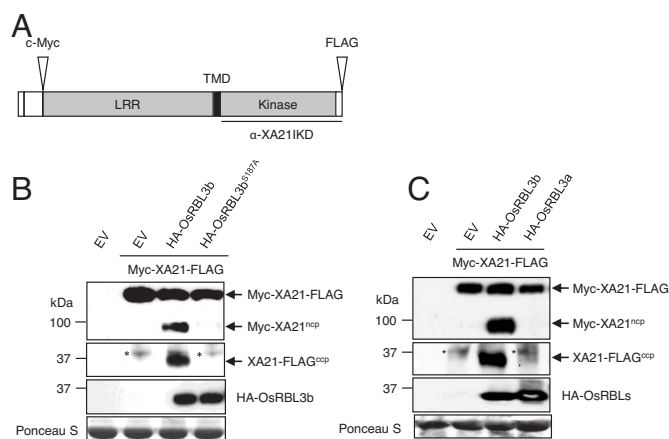 A
c-Myc
FLAG
TMD
LRR
Kinase
α-XA21IKD
B
EV
EV
HA-OsRBL3b
HA-OsRBL3b^S187A
Myc-XA21-FLAG
kDa
Myc-XA21-FLAG
100
Myc-XA21^ncp
37
*
*
XA21-FLAG^ccp
37
HA-OsRBL3b
Ponceau S
C
EV
EV
HA-OsRBL3b
HA-OsRBL3a
Myc-XA21-FLAG
kDa
Myc-XA21-FLAG
100
Myc-XA21^ncp
37
*
*
XA21-FLAG^ccp
37
HA-OsRBLs
Ponceau S